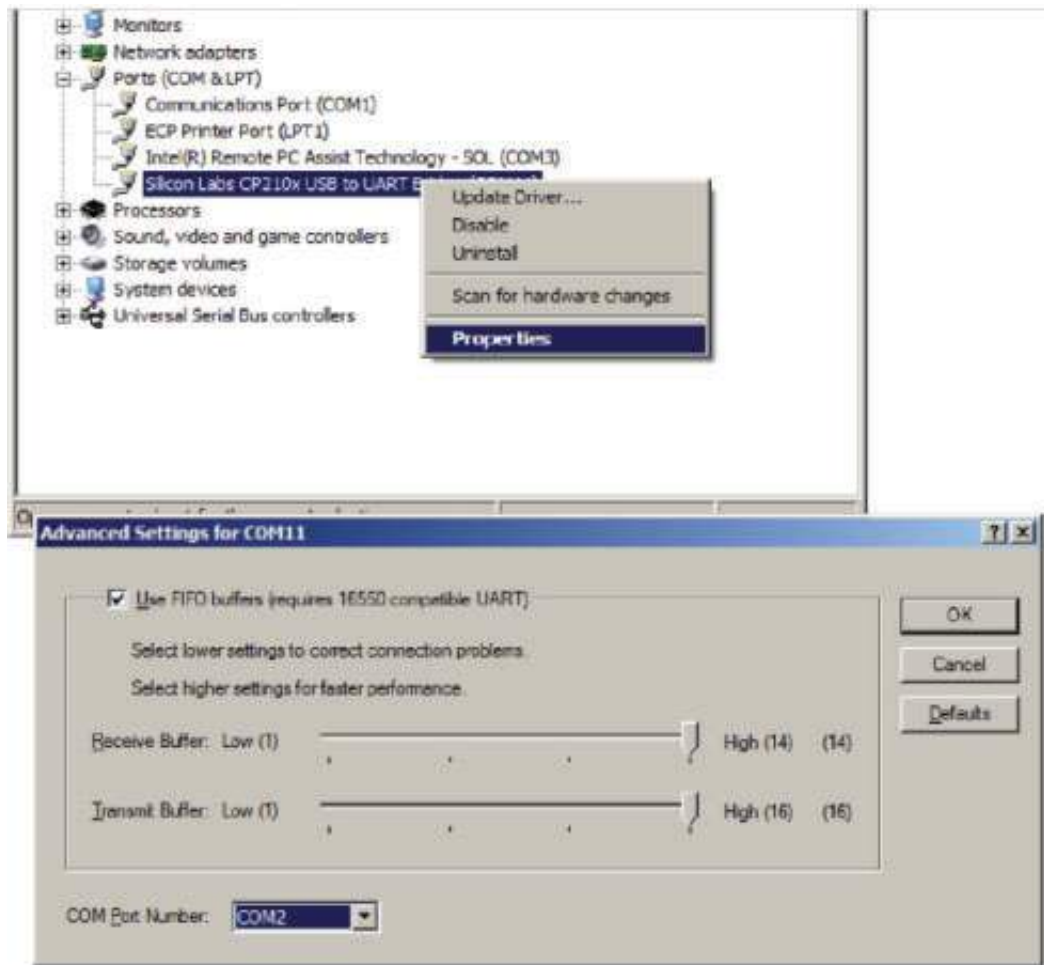 Monitors
Network adapters
Ports (COM & LPT)
Communications Port (COM1)
ECP Printer Port (LPT1)
Intel(R) Remote PC Assist Technology - SOL (COM3)
Silicon Labs CP210x USB to UART
Processors
Sound, video and game controllers
Storage volumes
System devices
Universal Serial Bus controllers
Update Driver...
Disable
Uninstall
Scan for hardware changes
Properties
Advanced Settings for COM11
Use FIFO buffers (requires 16550 compatible UART)
Select lower settings to correct connection problems.
Select higher settings for faster performance.
Receive Buffer: Low (1) High (14) (14)
Transmit Buffer: Low (1) High (16) (16)
COM Port Number: COM2
OK
Cancel
Defaults